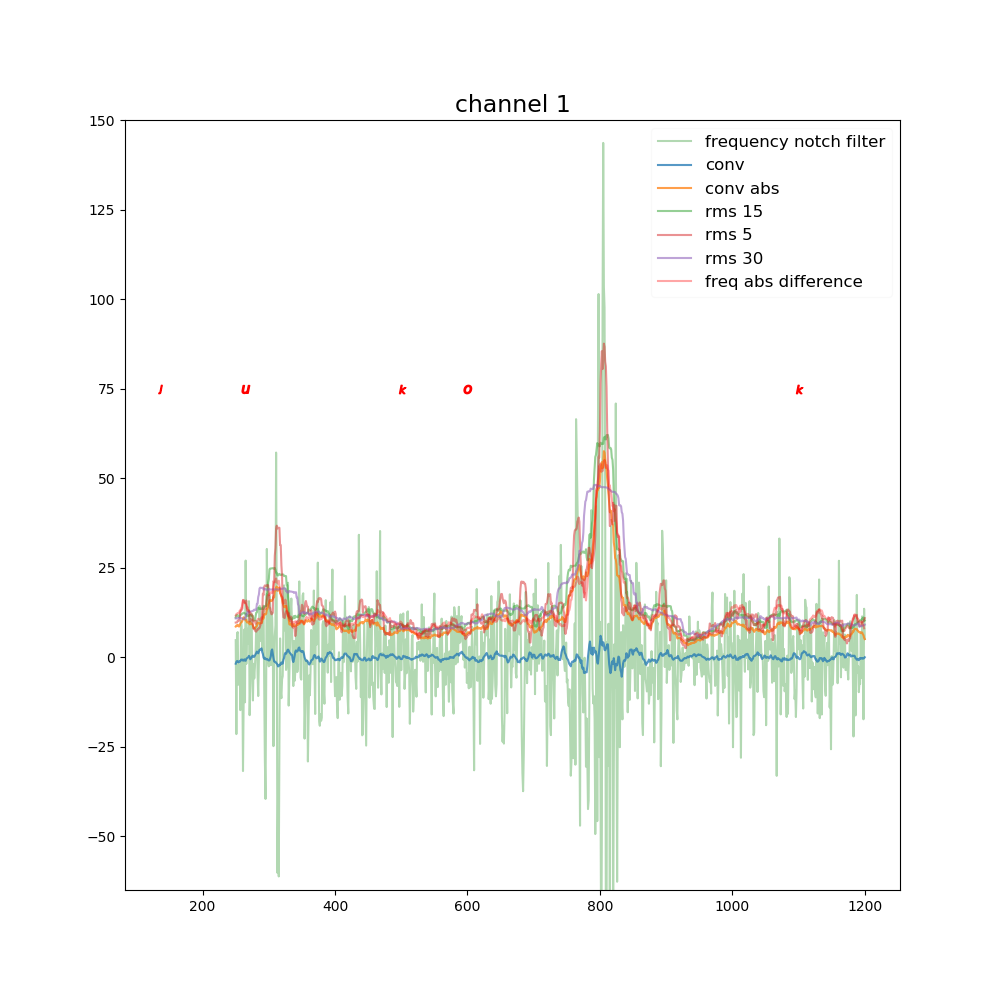 channel 1
150
125
100
75
50
25
0
−25
−50
frequency notch filter
conv
conv abs
rms 15
rms 5
rms 30
freq abs difference
J u k o k
200 400 600 800 1000 1200